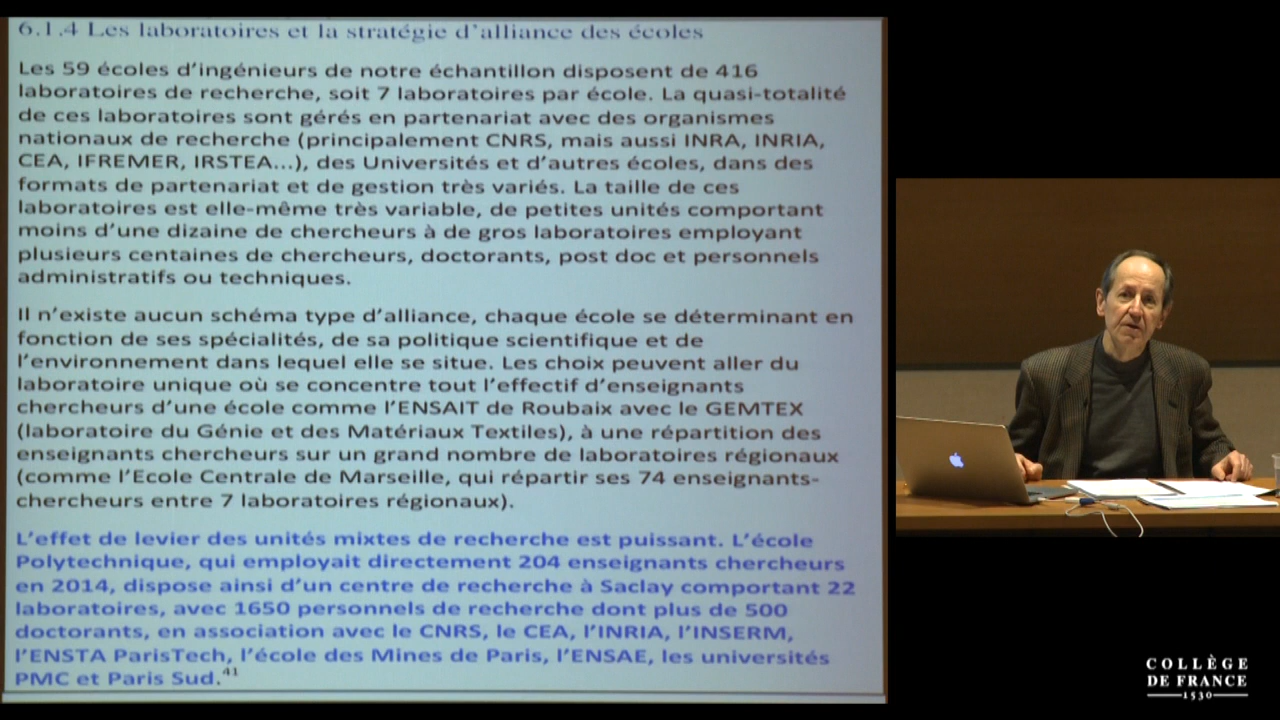 6.1.4 Les laboratoires et la stratégie d’alliance des écoles
Les 59 écoles d’ingénieurs de notre échantillon disposent de 416
laboratoires de recherche, soit 7 laboratoires par école. La quasi-totalité
de ces laboratoires sont gérés en partenariat avec des organismes
nationaux de recherche (principalement CNRS, mais aussi INRA, INRIA,
CEA, IFREMER, IRSTEA...), des Universités et d’autres écoles, dans des
formats de partenariat et de gestion très variés. La taille de ces
laboratoires est elle-même très variable, de petites unités comportant
moins d’une dizaine de chercheurs à de gros laboratoires employant
plusieurs centaines de chercheurs, doctorants, post doc et personnels
administratifs ou techniques.
Il n’existe aucun schéma type d’alliance, chaque école se déterminant en
fonction de ses spécialités, de sa politique scientifique et de
l’environnement dans lequel elle se situe. Les choix peuvent aller du
laboratoire unique où se concentre tout l’effectif d’enseignants
chercheurs d’une école comme l’ENSAIT de Roubaix avec le GEMTEX
(laboratoire du Génie et des Matériaux Textiles), à une répartition des
enseignants chercheurs sur un grand nombre de laboratoires régionaux
(comme l’Ecole Centrale de Marseille, qui répartir ses 74 enseignants-
chercheurs entre 7 laboratoires régionaux).
L’effet de levier des unités mixtes de recherche est puissant. L’école
Polytechnique, qui employait directement 204 enseignants chercheurs
en 2014, dispose ainsi d’un centre de recherche à Saclay comportant 22
laboratoires, avec 1650 personnels de recherche dont plus de 500
doctorants, en association avec le CNRS, le CEA, l’INRIA, l’INSERM,
l’ENSTA ParisTech, l’école des Mines de Paris, l’ENSAE, les universités
PMC et Paris Sud.41
COLLÈGE
DE FRANCE
1530